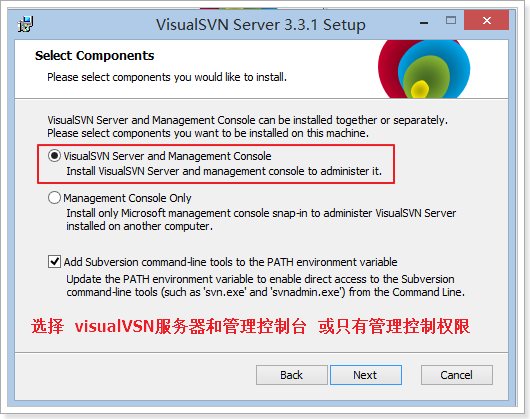 VisualSVN Server 3.3.1 Setup
Select Components
Please select components you would like to install.
VisualSVN Server and Management Console can be installed together or separately.
Please select components you want to be installed on this machine.
VisualSVN Server and Management Console
Install VisualSVN Server and management console to administer it.
Management Console Only
Install only Microsoft management console snap-in to administer VisualSVN Server
installed on another computer.
Add Subversion command-line tools to the PATH environment variable
Update the PATH environment variable to enable direct access to the Subversion
command-line tools (such as 'svn.exe' and 'svnadmin.exe') from the Command Line.
选择 visualVSN服务器和管理控制台 或只有管理控制权限
Back Next Cancel